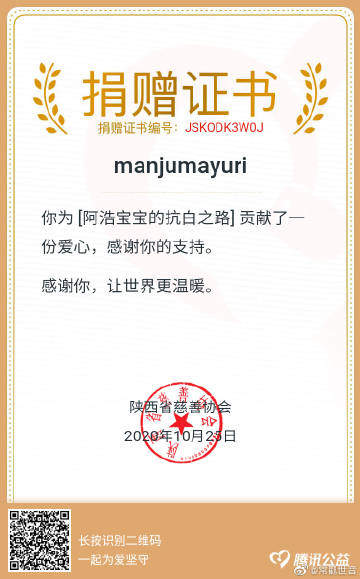 捐赠证书
捐赠证书编号：JSKODK3W0J
manjumayuri
你为 [阿浩宝宝的抗白之路] 贡献了一
份爱心，感谢你的支持。
感谢你，让世界更温暖。
陕西省慈善协会
2020年10月25日
长按识别二维码
一起为爱坚守
腾讯公益